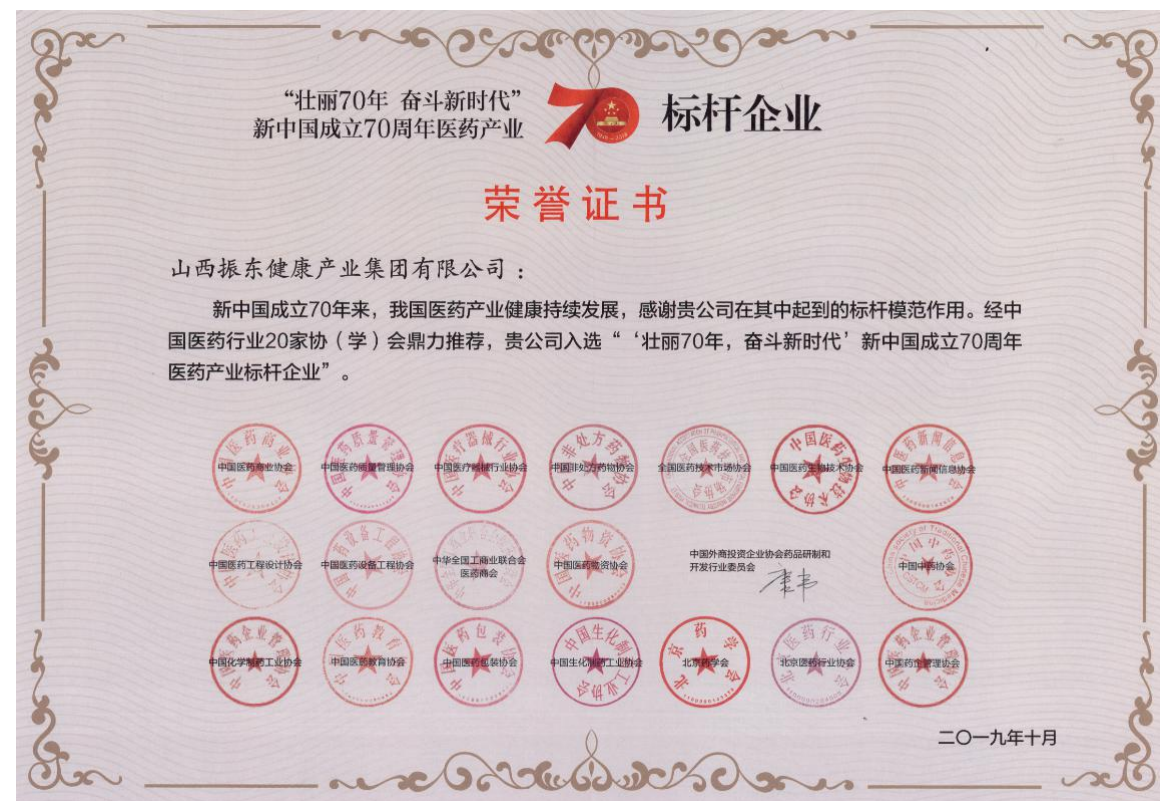 “壮丽70年 奋斗新时代”
新中国成立70周年医药产业
70
标杆企业
荣誉证书
山西振东健康产业集团有限公司：
新中国成立70年来，我国医药产业健康持续发展，感谢贵公司在其中起到的标杆模范作用。经中
国医药行业20家协（学）会鼎力推荐，贵公司入选“‘壮丽70年，奋斗新时代’新中国成立70周年
医药产业标杆企业”。
中国医药商业协会
中国医药质量管理协会
中国医疗器械行业协会
中国非处方药物协会
全国医药技术市场协会
中国医药生物技术协会
中国医药新闻信息协会
中国医药工程设计协会
中国医药设备工程协会
中华全国工商业联合会
医药商会
中国医药物资协会
中国外商投资企业协会药品研制和
开发行业委员会
中国中药协会
中国化学制药工业协会
中国医药教育协会
中国医药包装协会
中国生化制药工业协会
北京药学会
北京医药行业协会
中国医药企业管理协会
二〇一九年十月